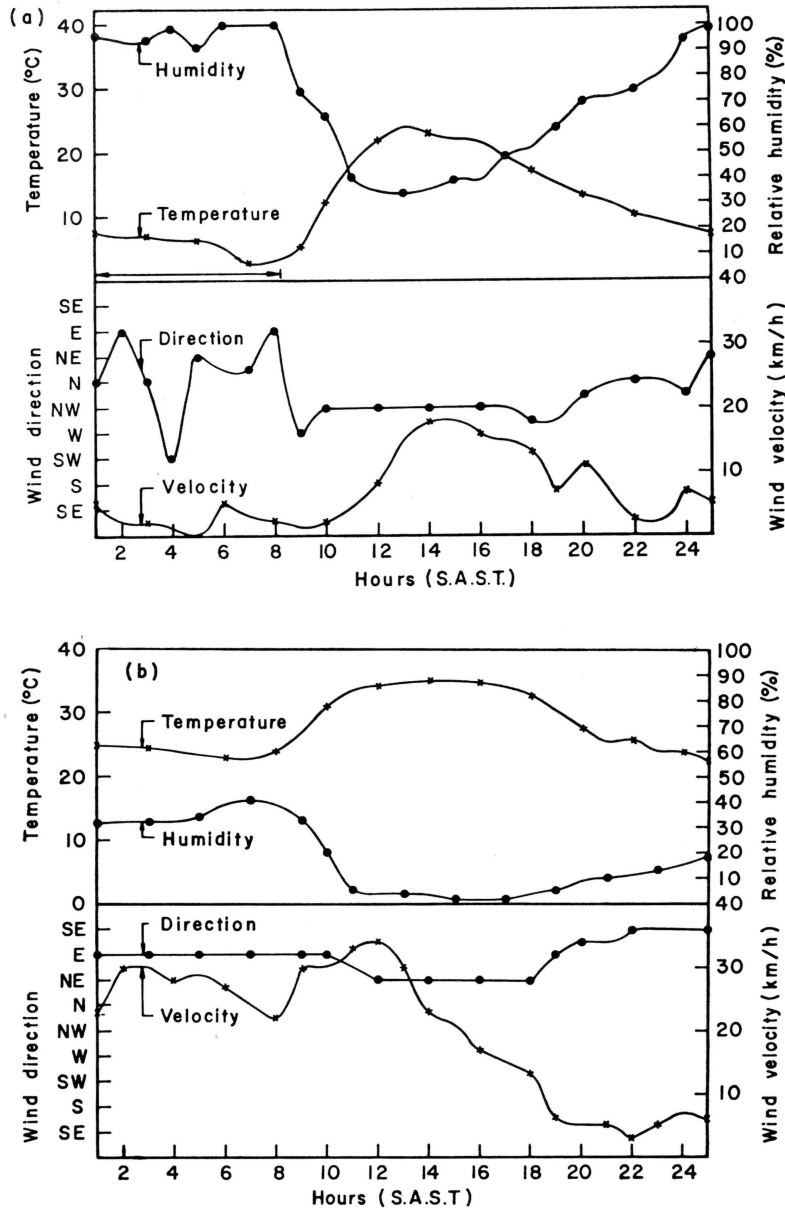 (a)
Temperature (°C)
40
30
20
10
Humidity
Temperature
Relative humidity (%)
100
90
80
70
60
50
40
30
20
10
40
Wind direction
SE
E
NE
N
NW
W
SW
S
SE
Direction
Velocity
Wind velocity (km/h)
30
20
10
2 4 6 8 10 12 14 16 18 20 22 24
Hours (S.A.S.T.)
(b)
Temperature (°C)
40
30
20
10
0
Temperature
Humidity
Relative humidity (%)
100
90
80
70
60
50
40
30
20
10
40
Wind direction
SE
E
NE
N
NW
W
SW
S
SE
Direction
Velocity
Wind velocity (km/h)
30
20
10
2 4 6 8 10 12 14 16 18 20 22 24
Hours (S.A.S.T)